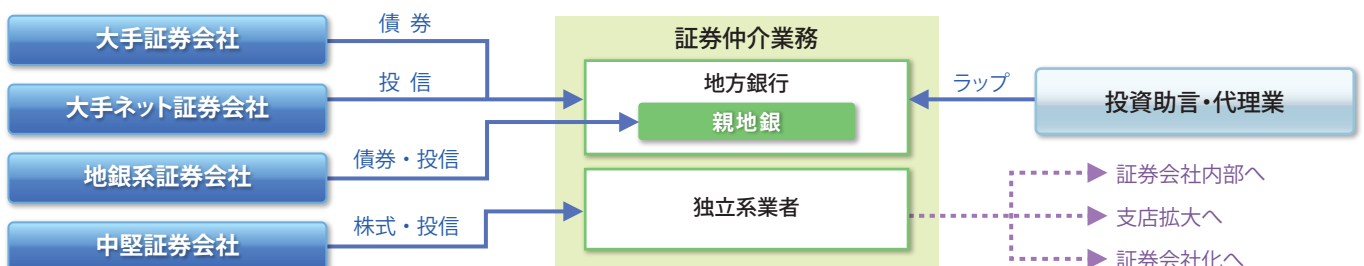 大手証券会社
債券
証券仲介業務
地方銀行
投信
大手ネット証券会社
親地銀
ラップ
投資助言・代理業
地銀系証券会社
債券・投信
独立系業者
証券会社内部へ
支店拡大へ
証券会社化へ
中堅証券会社
株式・投信